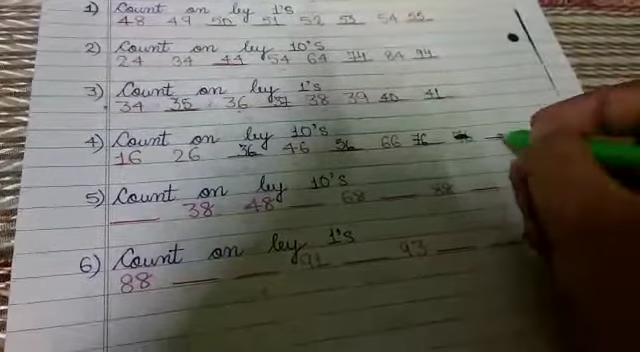 1) Count on by 1's
48 49 50 51 52 53 54 55
2) Count on by 10's
24 34 44 54 64 74 84 94
3) Count on by 1's
34 35 36 37 38 39 40 41
4) Count on by 10's
16 26 36 46 56 66 76
5) Count on by 10's
38 48 68 88
6) Count on by 1's
88 91 93